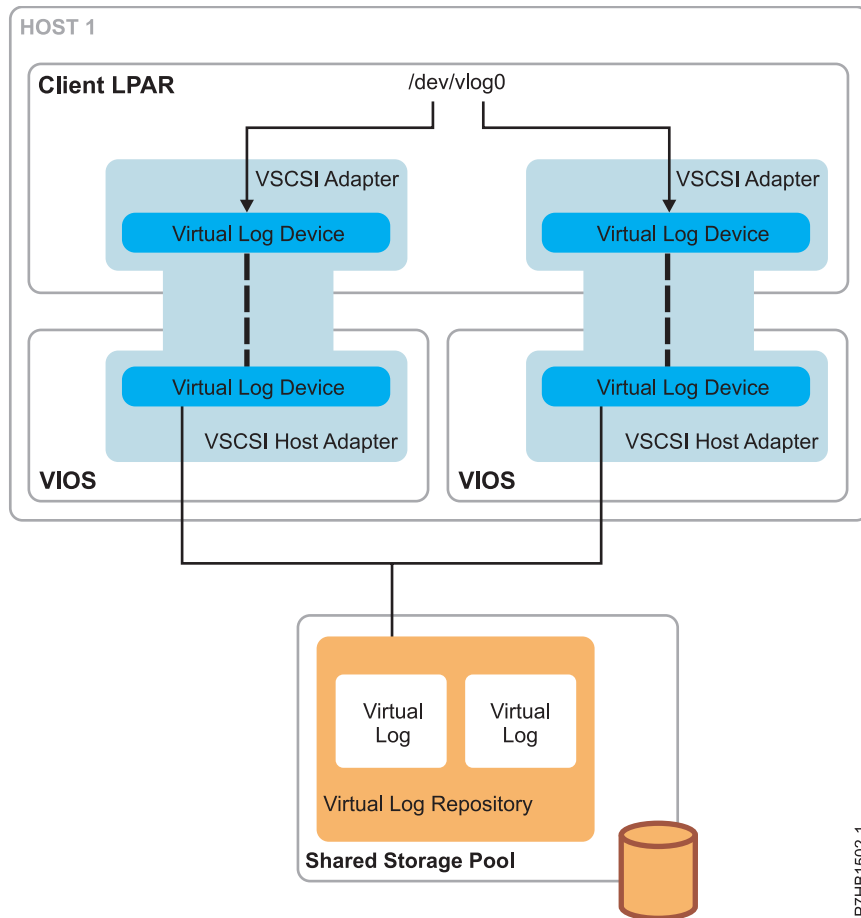 HOST 1
Client LPAR
/dev/vlog0
VSCSI Adapter
VSCSI Adapter
Virtual Log Device
Virtual Log Device
Virtual Log Device
Virtual Log Device
VSCSI Host Adapter
VSCSI Host Adapter
VIOS
VIOS
Virtual
Log
Virtual
Log
Virtual Log Repository
Shared Storage Pool
P7HB1502-1